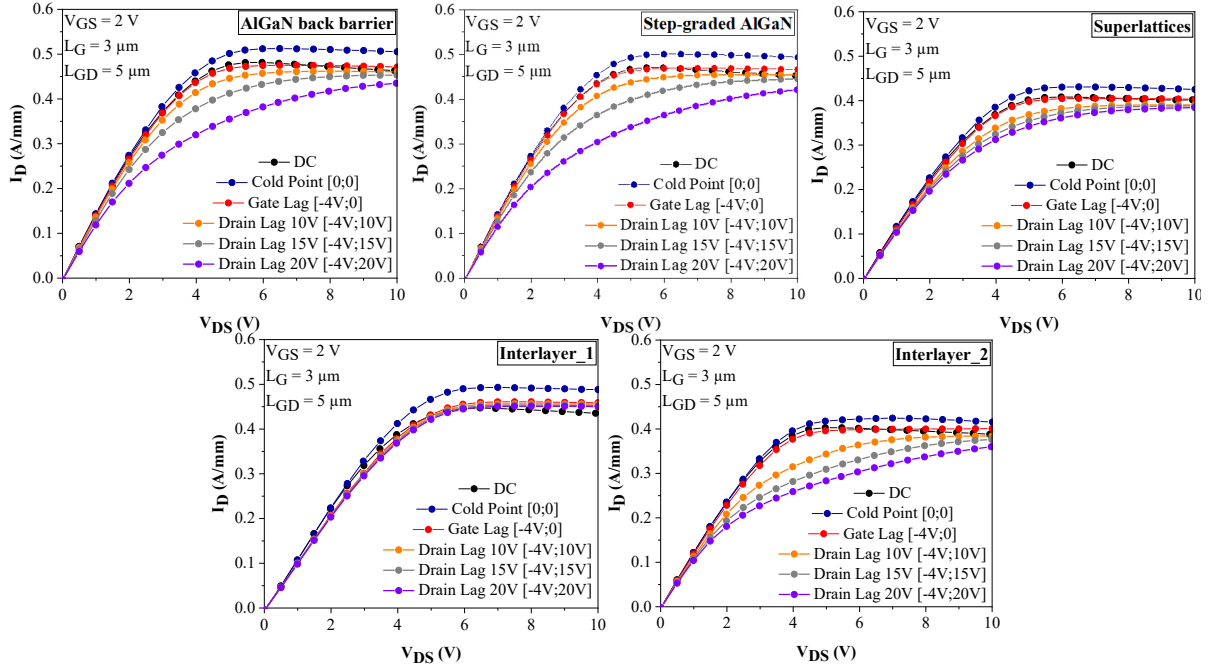 V_GS = 2 V
AlGaN back barrier
L_G = 3 µm
L_GD = 5 µm
DC
Cold Point [0;0]
Gate Lag [-4V;0]
Drain Lag 10V [-4V;10V]
Drain Lag 15V [-4V;15V]
Drain Lag 20V [-4V;20V]
I_D (A/mm)
0.6
0.5
0.4
0.3
0.2
0.1
0.0
0 2 4 6 8 10
V_DS (V)
V_GS = 2 V
Step-graded AlGaN
L_G = 3 µm
L_GD = 5 µm
DC
Cold Point [0;0]
Gate Lag [-4V;0]
Drain Lag 10V [-4V;10V]
Drain Lag 15V [-4V;15V]
Drain Lag 20V [-4V;20V]
I_D (A/mm)
0.6
0.5
0.4
0.3
0.2
0.1
0.0
0 2 4 6 8 10
V_DS (V)
V_GS = 2 V
Superlattices
L_G = 3 µm
L_GD = 5 µm
DC
Cold Point [0;0]
Gate Lag [-4V;0]
Drain Lag 10V [-4V;10V]
Drain Lag 15V [-4V;15V]
Drain Lag 20V [-4V;20V]
I_D (A/mm)
0.6
0.5
0.4
0.3
0.2
0.1
0.0
0 2 4 6 8 10
V_DS (V)
V_GS = 2 V
Interlayer_1
L_G = 3 µm
L_GD = 5 µm
DC
Cold Point [0;0]
Gate Lag [-4V;0]
Drain Lag 10V [-4V;10V]
Drain Lag 15V [-4V;15V]
Drain Lag 20V [-4V;20V]
I_D (A/mm)
0.6
0.5
0.4
0.3
0.2
0.1
0.0
0 2 4 6 8 10
V_DS (V)
V_GS = 2 V
Interlayer_2
L_G = 3 µm
L_GD = 5 µm
DC
Cold Point [0;0]
Gate Lag [-4V;0]
Drain Lag 10V [-4V;10V]
Drain Lag 15V [-4V;15V]
Drain Lag 20V [-4V;20V]
I_D (A/mm)
0.6
0.5
0.4
0.3
0.2
0.1
0.0
0 2 4 6 8 10
V_DS (V)